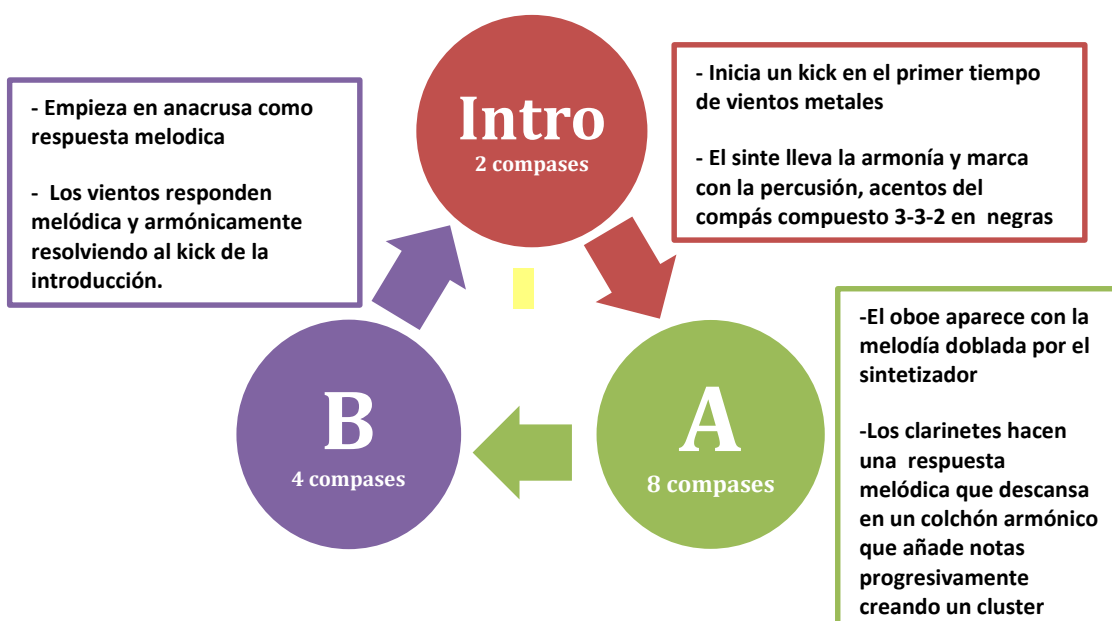 Intro
2 compases
- Inicia un kick en el primer tiempo
de vientos metales
- El sinte lleva la armonía y marca
con la percusión, acentos del
compás compuesto 3-3-2 en negras
A
8 compases
-El oboe aparece con la
melodía doblada por el
sintetizador
-Los clarinetes hacen
una respuesta
melódica que descansa
en un colchón armónico
que añade notas
progresivamente
creando un cluster
B
4 compases
- Empieza en anacrusa como
respuesta melodica
- Los vientos responden
melódica y armónicamente
resolviendo al kick de la
introducción.